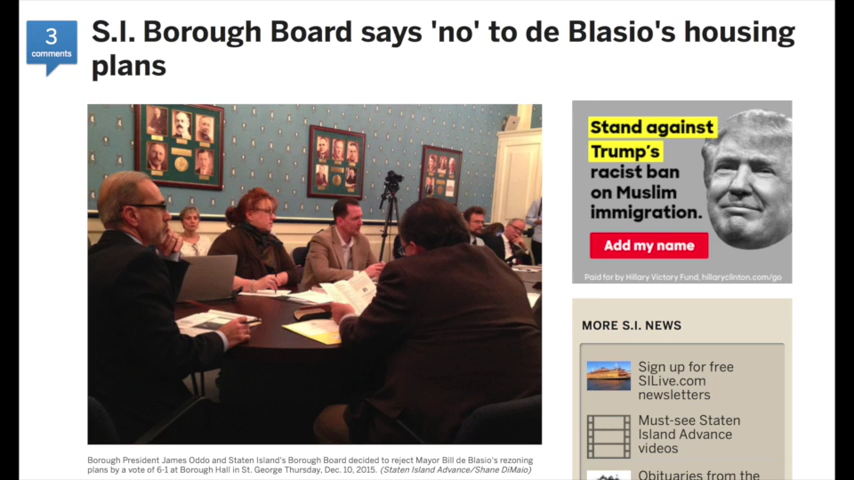 3
comments
S.I. Borough Board says 'no' to de Blasio's housing
plans
Stand against
Trump's
racist ban
on Muslim
immigration.
Add my name
Paid for by Hillary Victory Fund, hillaryclinton.com/go
Borough President James Oddo and Staten Island's Borough Board decided to reject Mayor Bill de Blasio's rezoning
plans by a vote of 6-1 at Borough Hall in St. George Thursday, Dec. 10, 2015. (Staten Island Advance/Shane DiMaio)
MORE S.I. NEWS
Sign up for free
SILive.com
newsletters
Must-see Staten
Island Advance
videos
Obituaries from the